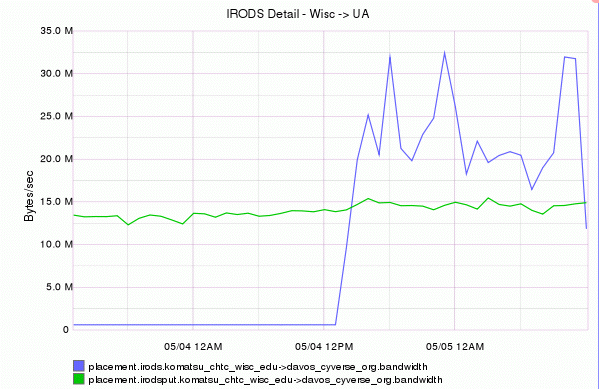 IRODS Detail - Wisc -> UA
35.0 M
30.0 M
25.0 M
20.0 M
15.0 M
10.0 M
5.0 M
0
Bytes/sec
05/04 12AM 05/04 12PM 05/05 12AM
placement.irods.komatsu_chtc_wisc_edu->davos_cyverse_org.bandwidth
placement.irodsput.komatsu_chtc_wisc_edu->davos_cyverse_org.bandwidth